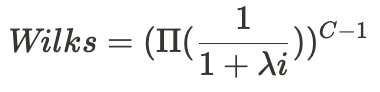 Wilks = (Π(1/(1 + λi)))^{C−1}